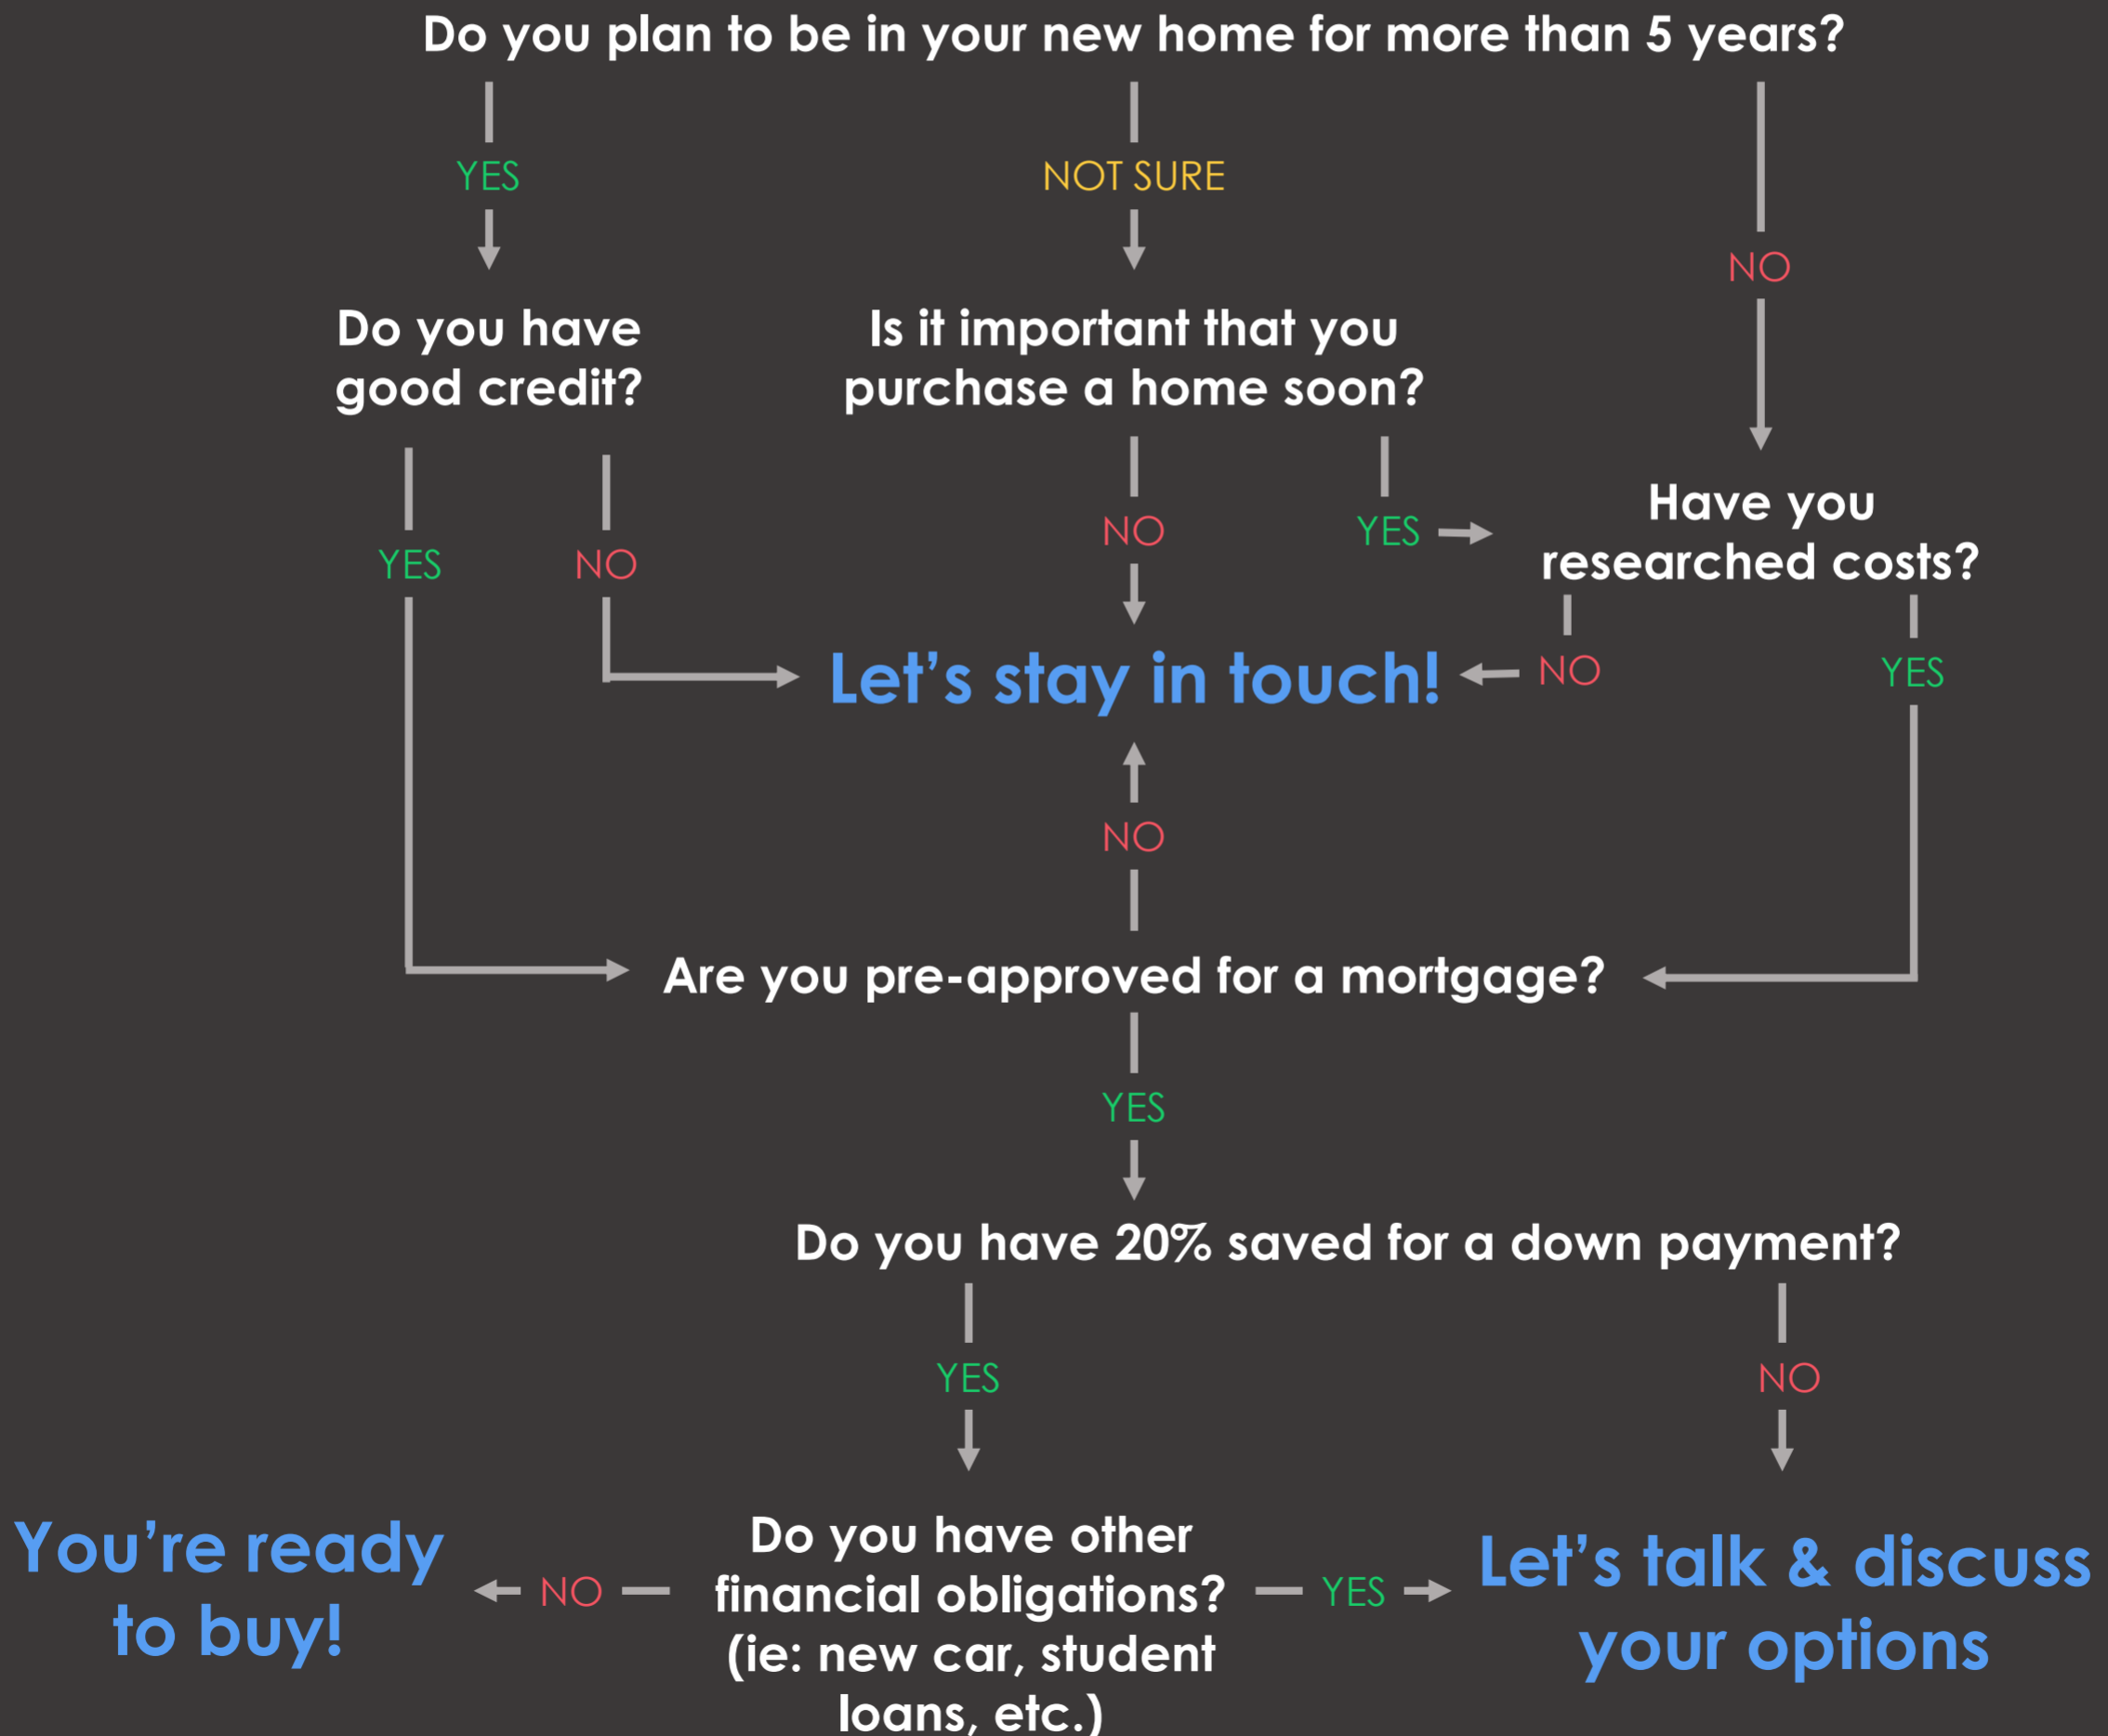 Do you plan to be in your new home for more than 5 years?
YES
NOT SURE
NO
Do you have
good credit?
Is it important that you
purchase a home soon?
Have you
researched costs?
YES
NO
NO
YES
NO
YES
Let's stay in touch!
NO
Are you pre-approved for a mortgage?
YES
Do you have 20% saved for a down payment?
YES
NO
You're ready
to buy!
NO
Do you have other
financial obligations?
(ie: new car, student
loans, etc.)
YES
Let's talk & discuss
your options